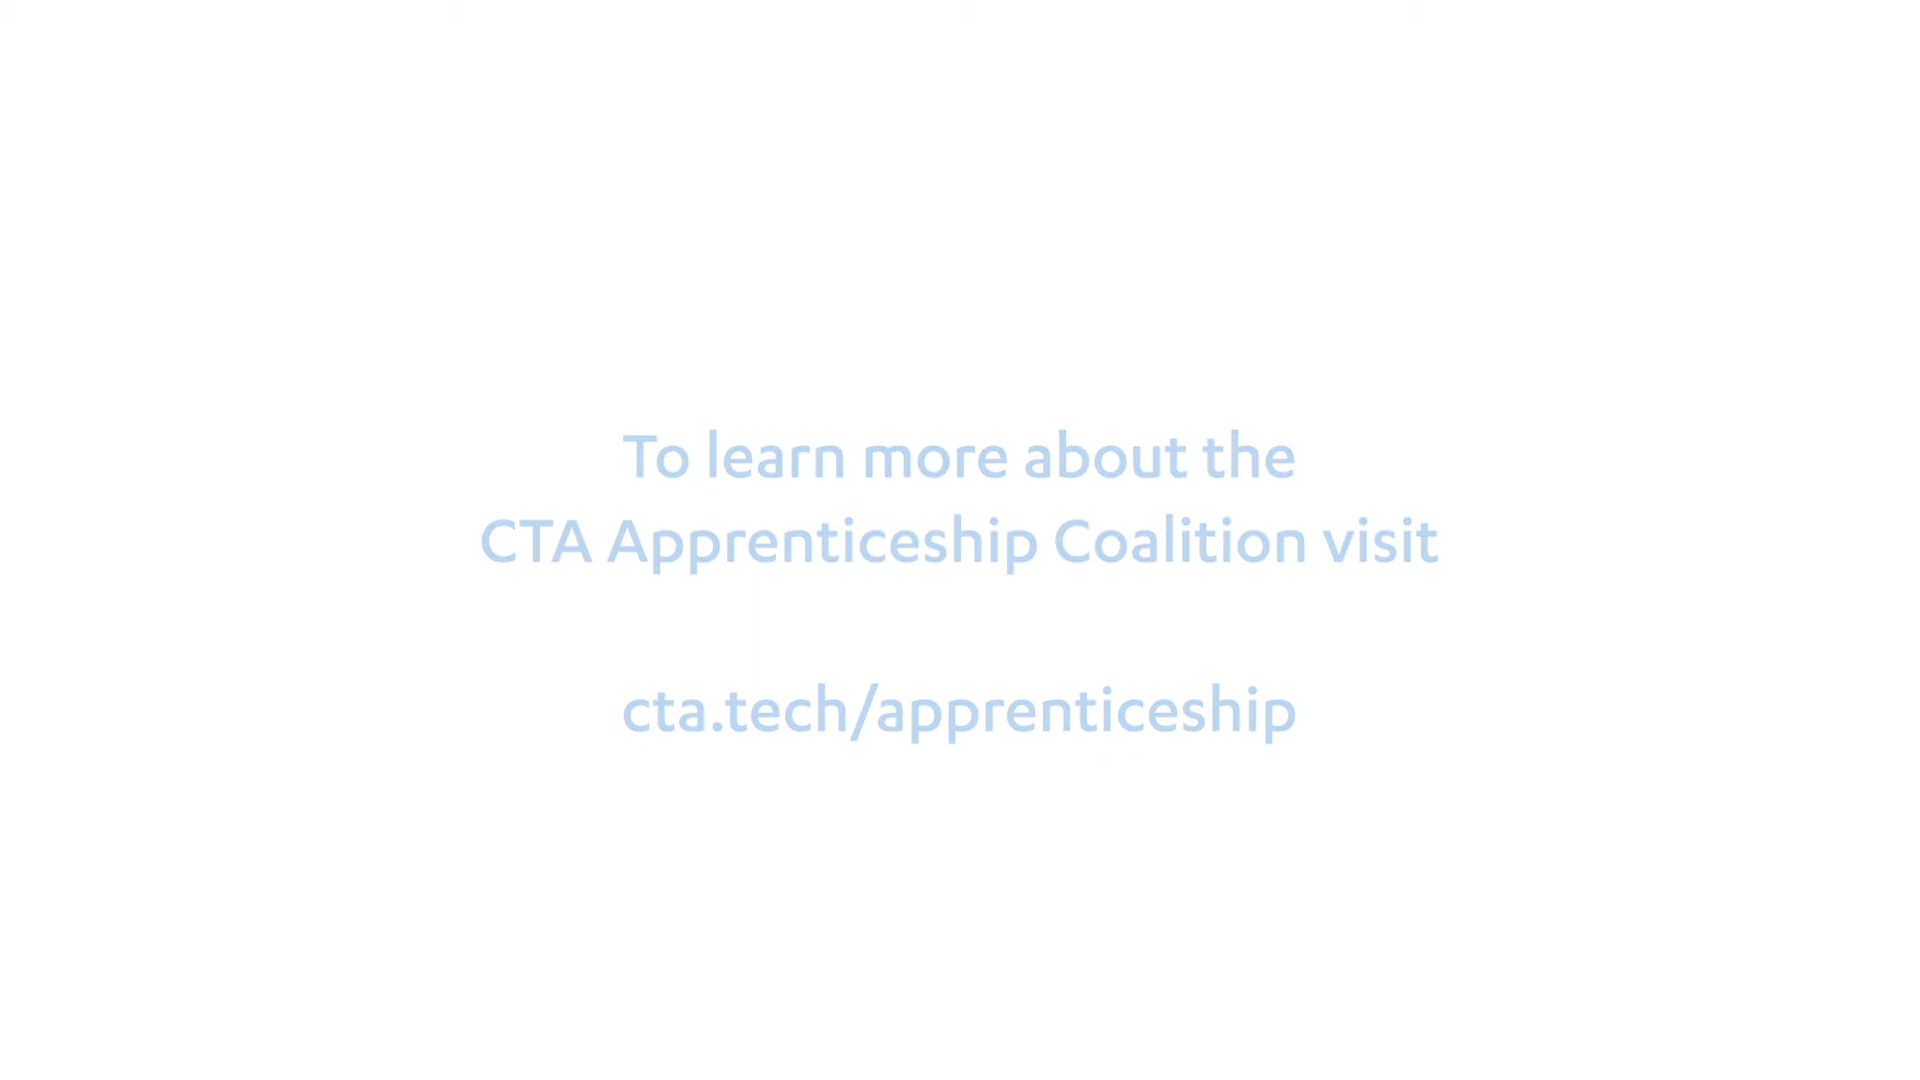 To learn more about the
CTA Apprenticeship Coalition visit
cta.tech/apprenticeship